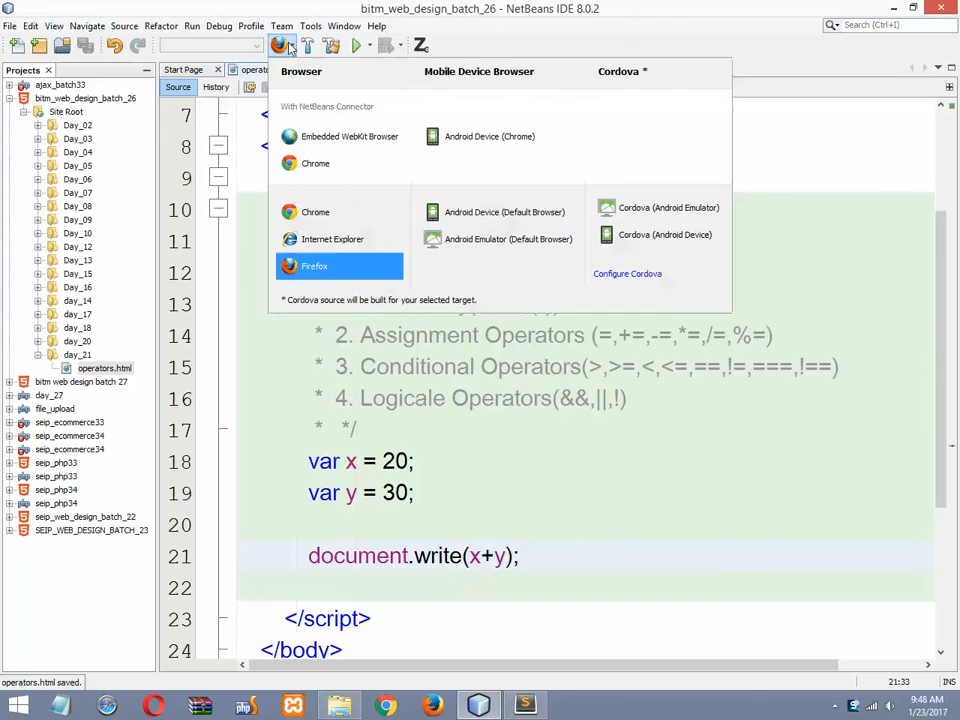 bitm_web_design_batch_26 - NetBeans IDE 8.0.2
File Edit View Navigate Source Refactor Run Debug Profile Team Tools Window Help
Search (Ctrl+I)
Projects
Start Page
Source History
ajax_batch33
bitm_web_design_batch_26
Site Root
Day_02
Day_03
Day_04
Day_05
Day_06
Day_07
Day_08
Day_09
Day_10
Day_12
Day_13
Day_15
Day_16
day_14
day_17
day_18
day_20
day_21
operators.html
bitm web design batch 27
day_27
file_upload
seip_ecommerce33
seip_ecommerce34
seip_ecommerce34
seip_php33
seip_php33
seip_php34
seip_php34
seip_web_design_batch_22
SEIP_WEB_DESIGN_BATCH_23
Browser Mobile Device Browser Cordova *
With NetBeans Connector
Embedded WebKit Browser Android Device (Chrome)
Chrome
Chrome Android Device (Default Browser) Cordova (Android Emulator)
Internet Explorer Android Emulator (Default Browser) Cordova (Android Device)
Firefox Configure Cordova
* Cordova source will be built for your selected target.
7 <
8 <
9
10
11
12
13
14 * 2. Assignment Operators (=,+=,-=,*=,/=,%=)
15 * 3. Conditional Operators(>,>=,<,<=,==,!=,===,!==)
16 * 4. Logicale Operators(&&,||,!)
17 * */
18 var x = 20;
19 var y = 30;
20
21 document.write(x+y);
22
23 </script>
24 </body>
operators.html saved.
21:33 INS
9:48 AM
1/23/2017